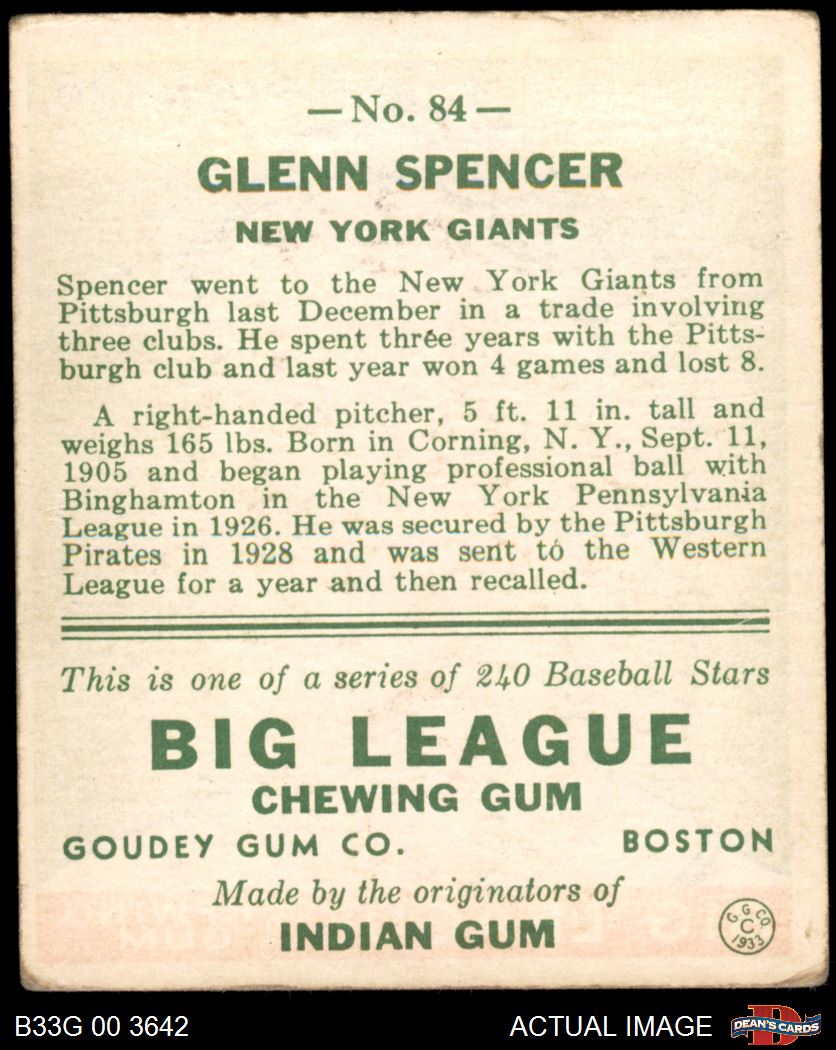 — No. 84 —
GLENN SPENCER
NEW YORK GIANTS
Spencer went to the New York Giants from
Pittsburgh last December in a trade involving
three clubs. He spent three years with the Pitts-
burgh club and last year won 4 games and lost 8.
A right-handed pitcher, 5 ft. 11 in. tall and
weighs 165 lbs. Born in Corning, N. Y., Sept. 11,
1905 and began playing professional ball with
Binghamton in the New York Pennsylvania
League in 1926. He was secured by the Pittsburgh
Pirates in 1928 and was sent to the Western
League for a year and then recalled.
This is one of a series of 240 Baseball Stars
BIG LEAGUE
CHEWING GUM
GOUDEY GUM CO. BOSTON
Made by the originators of
INDIAN GUM
G. G. CO.
C
1933
B33G 00 3642 ACTUAL IMAGE DEAN'S CARDS